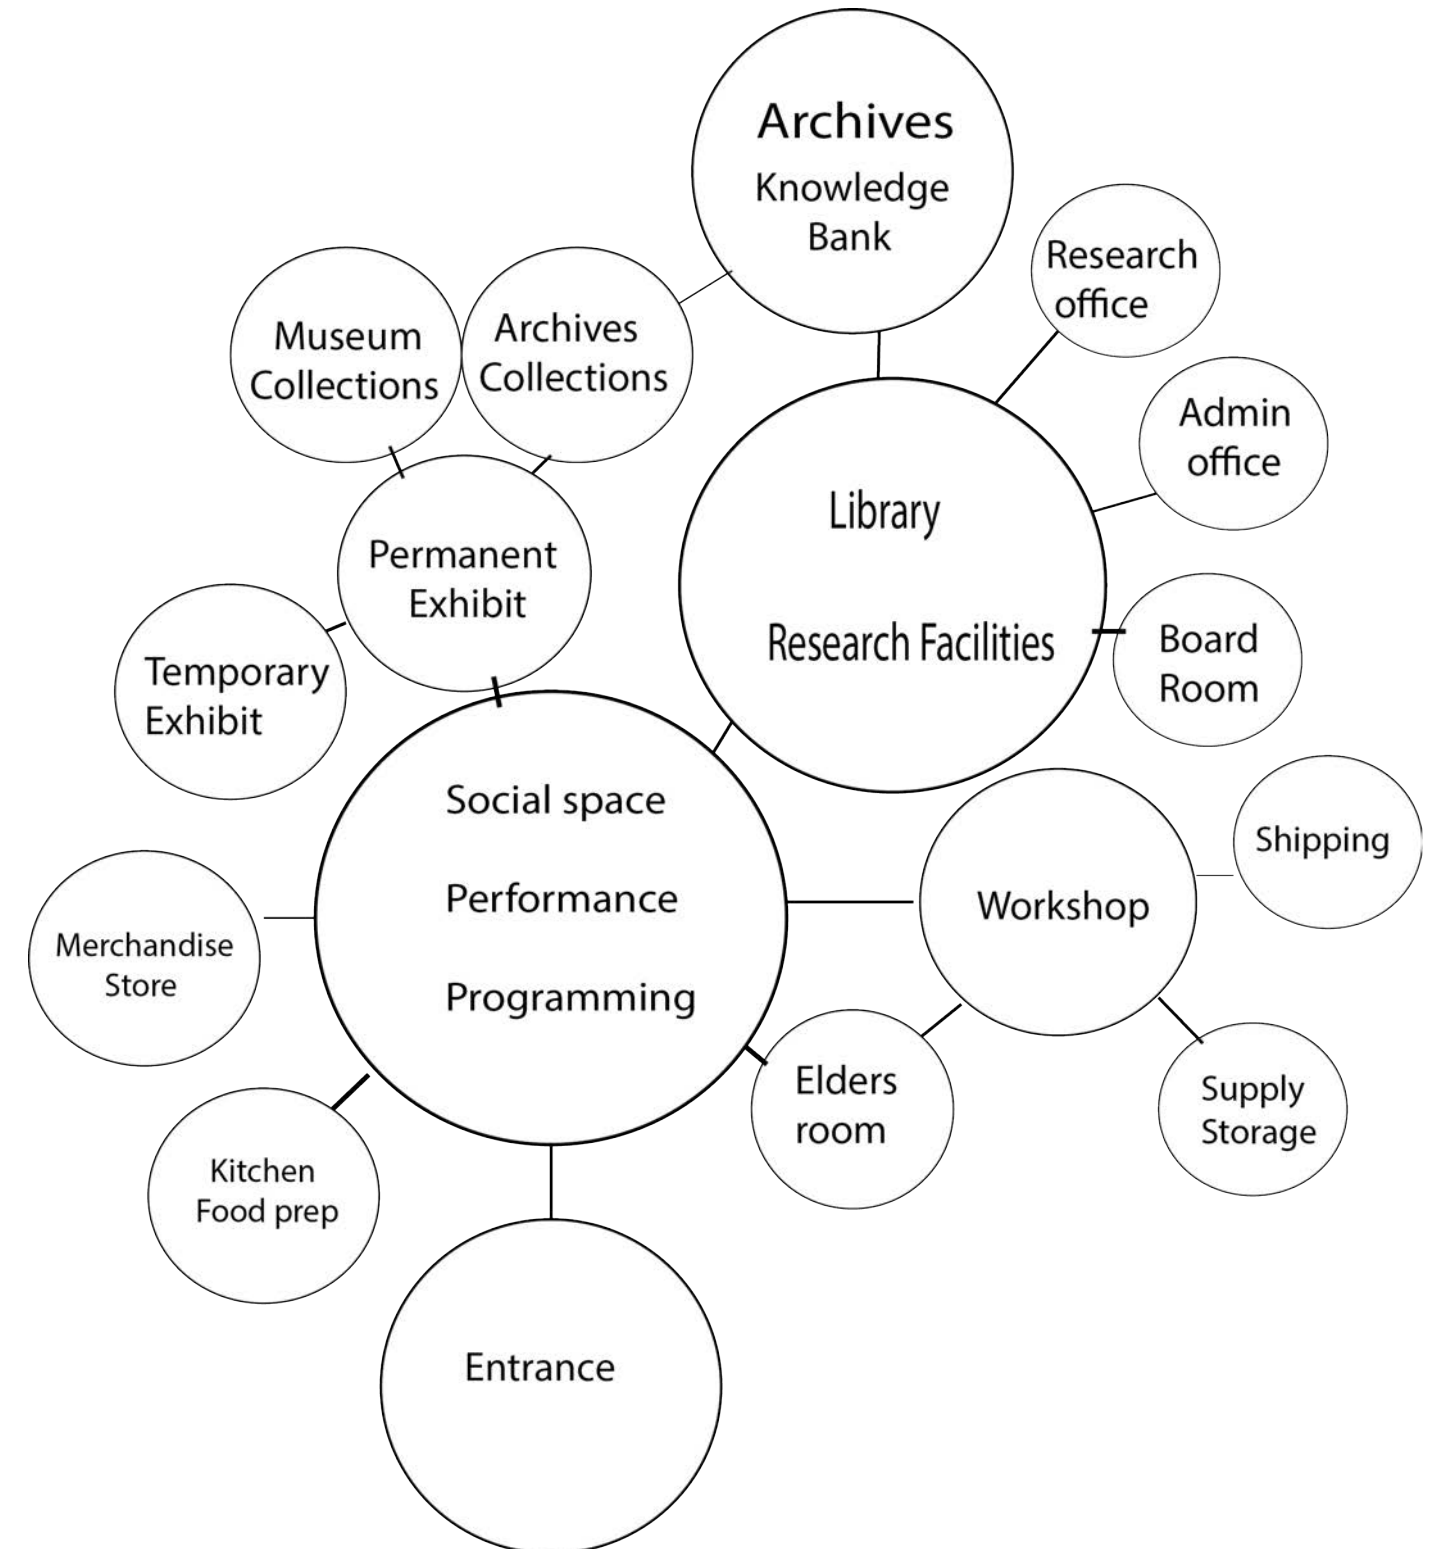 Archives
Knowledge
Bank
Research
office
Museum
Collections
Archives
Collections
Admin
office
Library
Research Facilities
Permanent
Exhibit
Board
Room
Temporary
Exhibit
Social space
Performance
Programming
Shipping
Workshop
Merchandise
Store
Elders
room
Supply
Storage
Kitchen
Food prep
Entrance